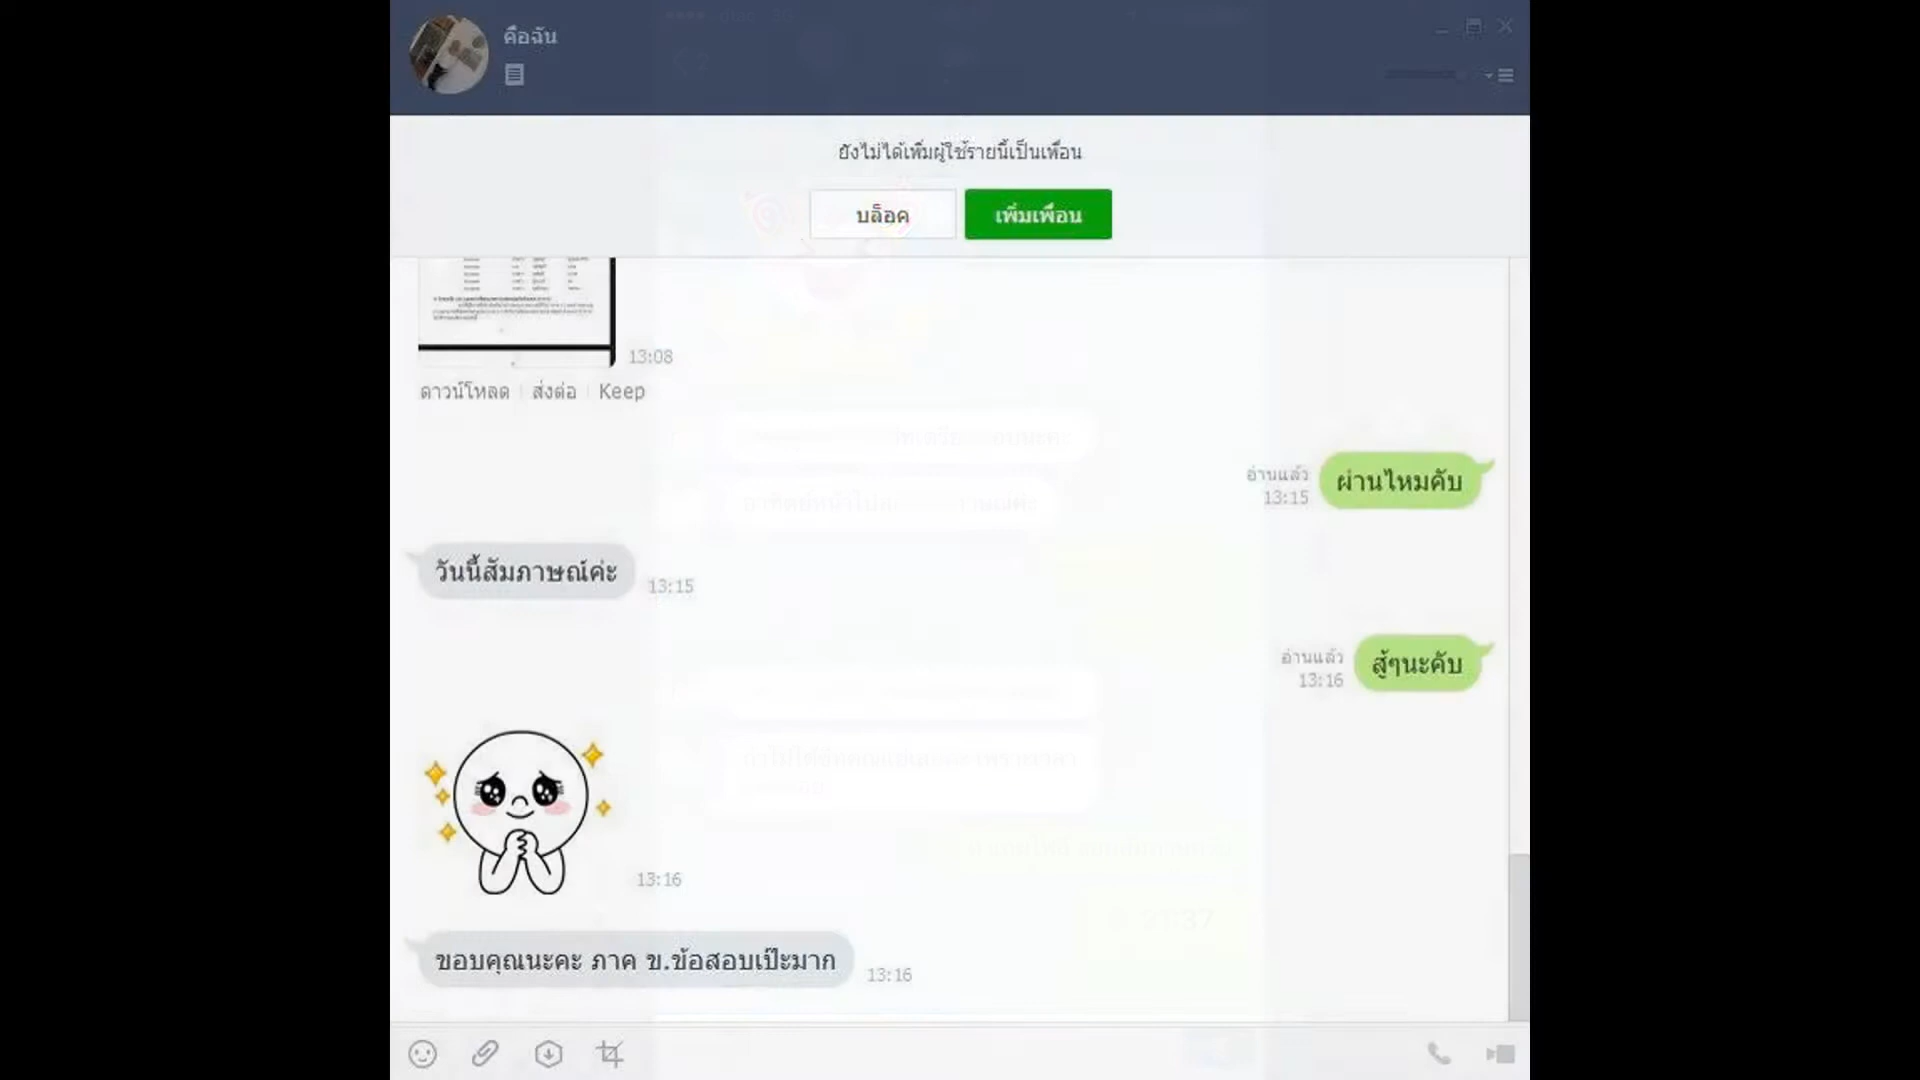 คือฉัน
ยังไม่ได้เพิ่มผู้ใช้รายนี้เป็นเพื่อน
บล็อค
เพิ่มเพื่อน
13:08
ดาวน์โหลด ส่งต่อ Keep
อ่านแล้ว
13:15
ผ่านไหมคับ
วันนี้สัมภาษณ์ค่ะ
13:15
อ่านแล้ว
13:16
สู้ๆนะคับ
13:16
ขอบคุณนะคะ ภาค ข.ข้อสอบเป๊ะมาก
13:16